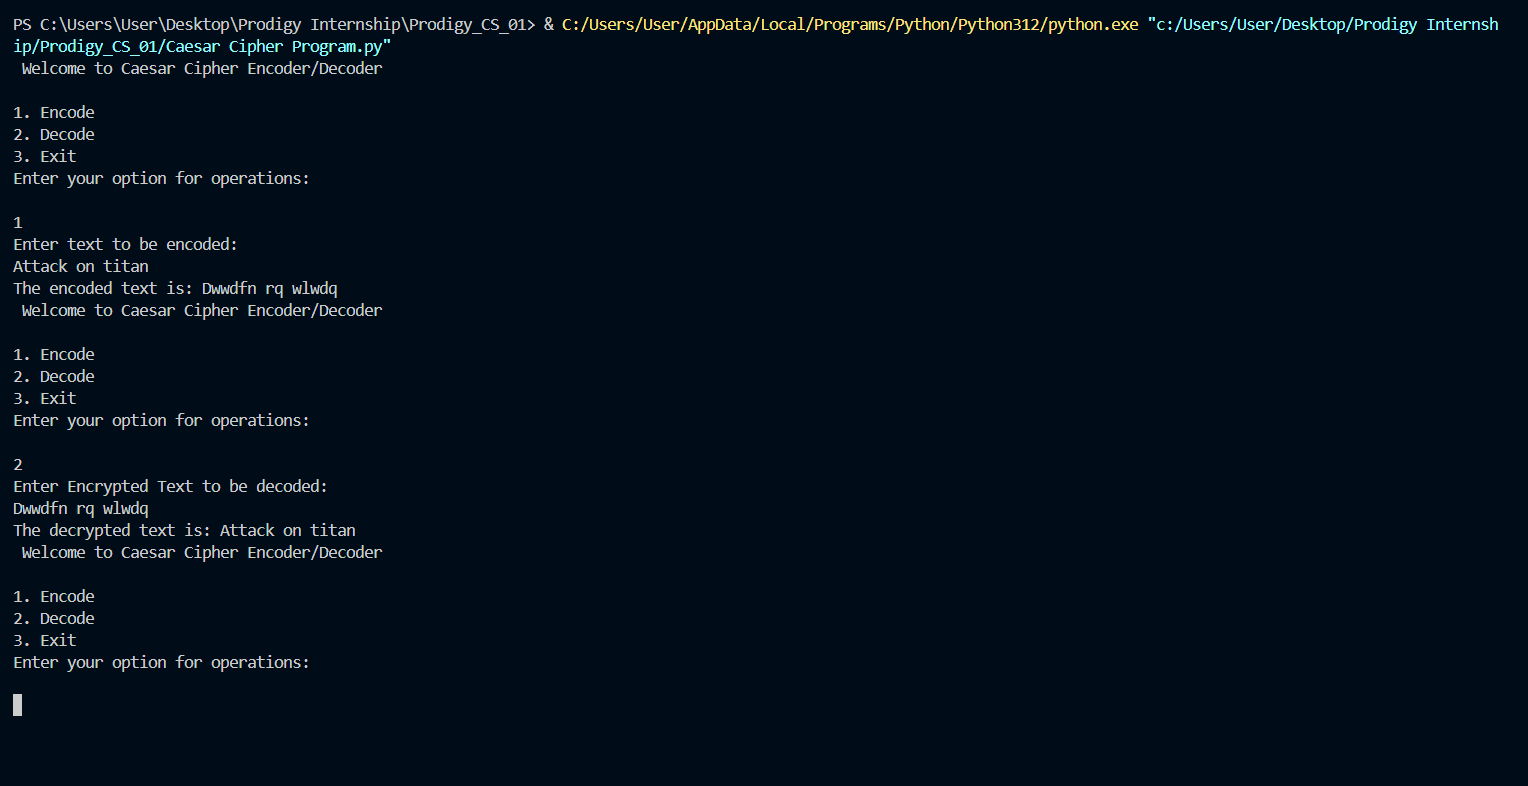 PS C:\Users\User\Desktop\Prodigy Internship\Prodigy_CS_01> & C:/Users/User/AppData/Local/Programs/Python/Python312/python.exe "c:/Users/User/Desktop/Prodigy Internsh
ip/Prodigy_CS_01/Caesar Cipher Program.py"
Welcome to Caesar Cipher Encoder/Decoder
1. Encode
2. Decode
3. Exit
Enter your option for operations:
1
Enter text to be encoded:
Attack on titan
The encoded text is: Dwwdfn rq wlwdq
Welcome to Caesar Cipher Encoder/Decoder
1. Encode
2. Decode
3. Exit
Enter your option for operations:
2
Enter Encrypted Text to be decoded:
Dwwdfn rq wlwdq
The decrypted text is: Attack on titan
Welcome to Caesar Cipher Encoder/Decoder
1. Encode
2. Decode
3. Exit
Enter your option for operations: